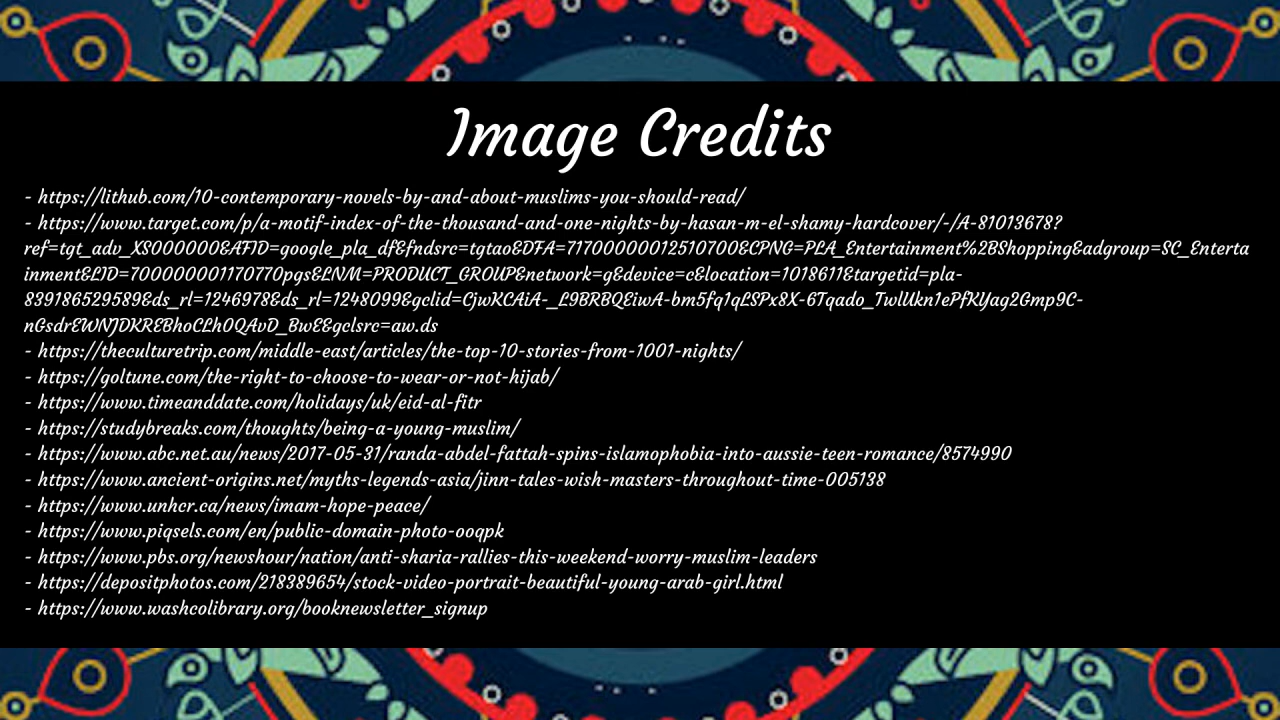 Image Credits
- https://lithub.com/10-contemporary-novels-by-and-about-muslims-you-should-read/
- https://www.target.com/p/a-motif-index-of-the-thousand-and-one-nights-by-hasan-m-el-shamy-hardcover/-/A-81013678?
ref=tgt_adv_XS000000&AFID=google_pla_df&fndsrc=tgtao&DFA=71700000012510700&CPNG=PLA_Entertainment%2BShopping&adgroup=SC_Enterta
inment&LID=700000001170770pgs&LNM=PRODUCT_GROUP&network=g&device=c&location=1018611&targetid=pla-
839186529589&ds_rl=1246978&ds_rl=1248099&gclid=CjwKCAiA-_L9BRBQEiwA-bm5fq1qLSPx8X-6Tqado_TwlUkn1ePfKYag2Gmp9C-
nGsdrEWNJDKREBhoCLh0QAvD_BwE&gclsrc=aw.ds
- https://theculturetrip.com/middle-east/articles/the-top-10-stories-from-1001-nights/
- https://goltune.com/the-right-to-choose-to-wear-or-not-hijab/
- https://www.timeanddate.com/holidays/uk/eid-al-fitr
- https://studybreaks.com/thoughts/being-a-young-muslim/
- https://www.abc.net.au/news/2017-05-31/randa-abdel-fattah-spins-islamophobia-into-aussie-teen-romance/8574990
- https://www.ancient-origins.net/myths-legends-asia/jinn-tales-wish-masters-throughout-time-005138
- https://www.unhcr.ca/news/imam-hope-peace/
- https://www.piqsels.com/en/public-domain-photo-ooqpk
- https://www.pbs.org/newshour/nation/anti-sharia-rallies-this-weekend-worry-muslim-leaders
- https://depositphotos.com/218389654/stock-video-portrait-beautiful-young-arab-girl.html
- https://www.washcolibrary.org/booknewsletter_signup